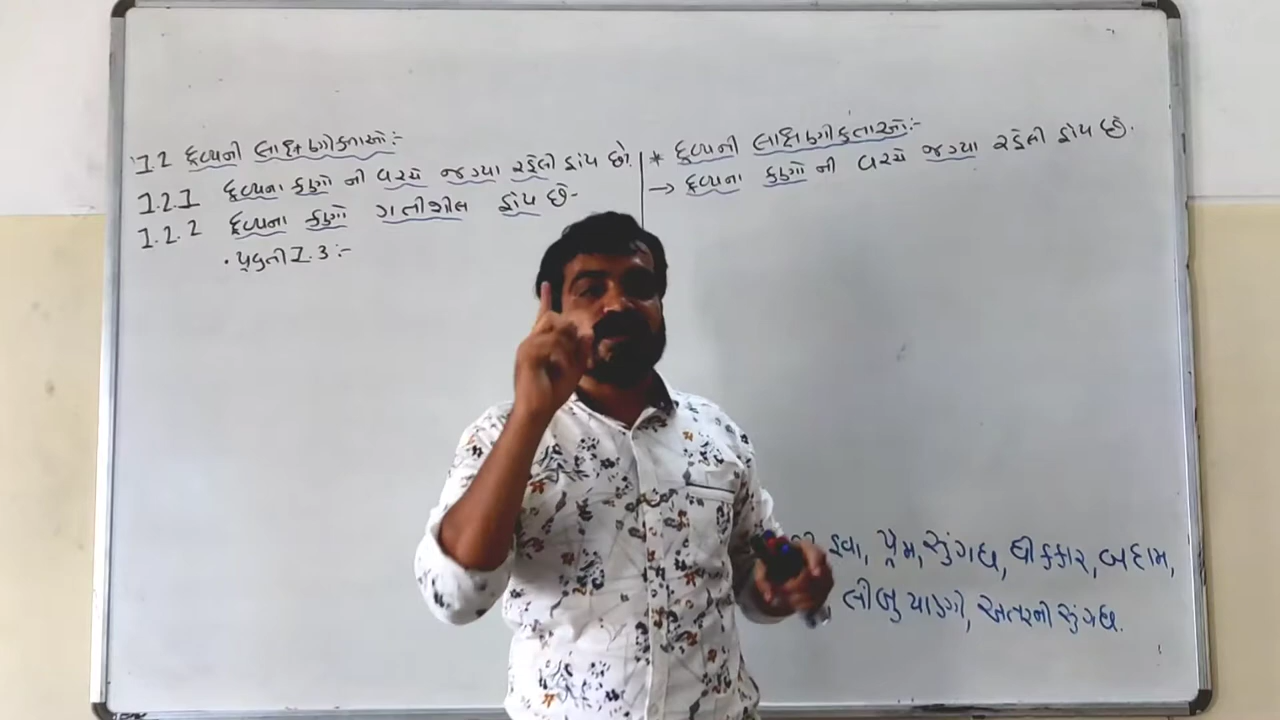 1.2 દ્રવ્યની લાક્ષણીકતાઓ:-
1.2.1 દ્રવ્યના કણો ની વચ્ચે જગ્યા રહેલી હોય છે.
1.2.2 દ્રવ્યના કણો ગતીશીલ હોય છે-
• પ્રવુતી 1.3:-
* દ્રવ્યની લાક્ષણીકતાઓ:-
→ દ્રવ્યના કણો ની વચ્ચે જગ્યા રહેલી હોય છે.
હવા, પ્રેમ, સુંગધ, ધીક્કાર, બદામ,
લીબુ પાણી, અત્તરની સુંગધ.